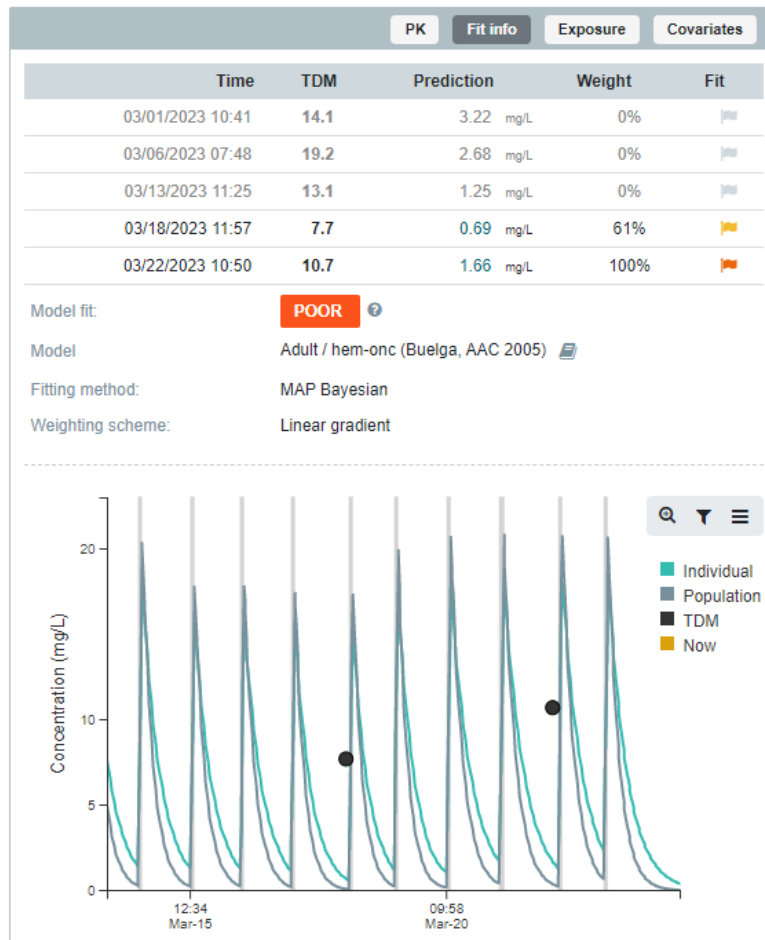 PK Fit info Exposure Covariates
Time TDM Prediction Weight Fit
03/01/2023 10:41 14.1 3.22 mg/L 0%
03/06/2023 07:48 19.2 2.68 mg/L 0%
03/13/2023 11:25 13.1 1.25 mg/L 0%
03/18/2023 11:57 7.7 0.69 mg/L 61%
03/22/2023 10:50 10.7 1.66 mg/L 100%
Model fit: POOR ?
Model Adult / hem-onc (Buelga, AAC 2005)
Fitting method: MAP Bayesian
Weighting scheme: Linear gradient
Concentration (mg/L)
20
10
5
0
12:34
Mar-15
09:58
Mar-20
Individual
Population
TDM
Now